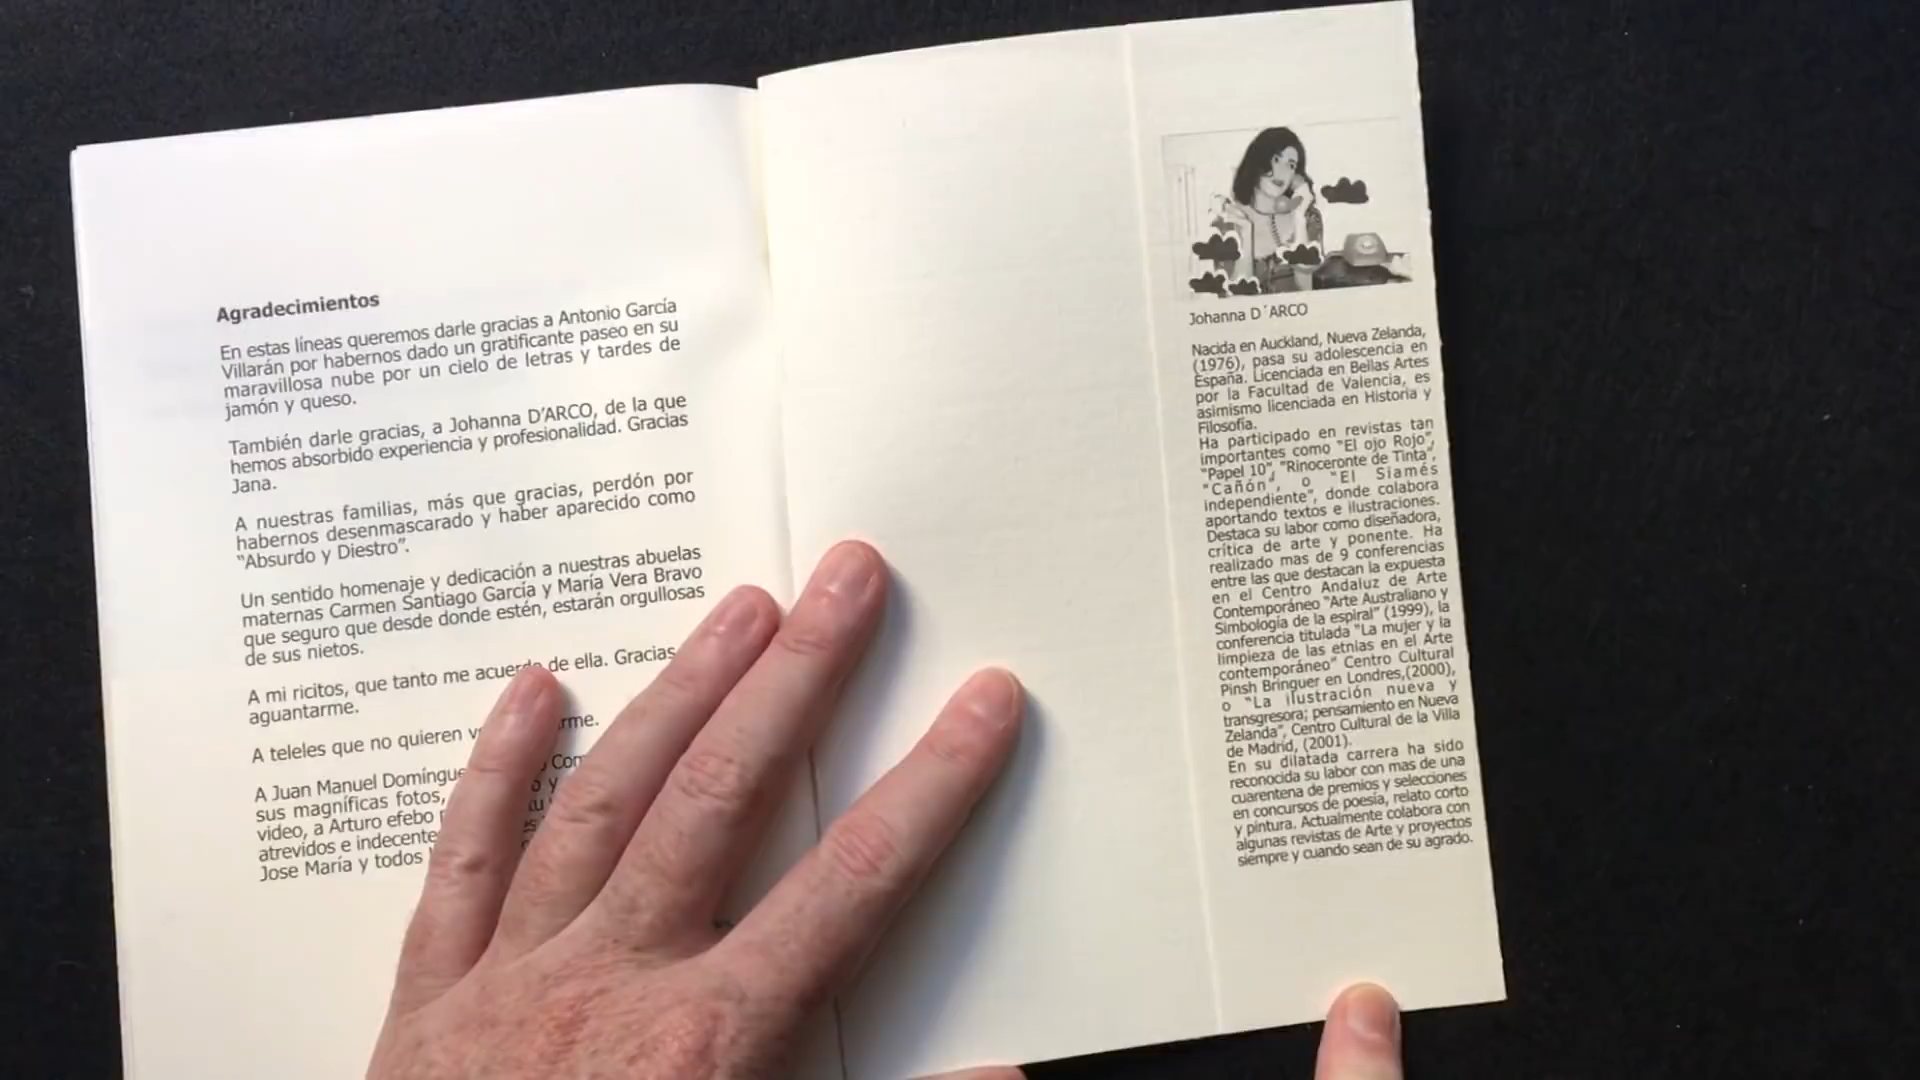 Agradecimientos
En estas líneas queremos darle gracias a Antonio García
Villarán por habernos dado un gratificante paseo en su
maravillosa nube por un cielo de letras y tardes de
jamón y queso.
También darle gracias, a Johanna D'ARCO, de la que
hemos absorbido experiencia y profesionalidad. Gracias
Jana.
A nuestras familias, más que gracias, perdón por
habernos desenmascarado y haber aparecido como
"Absurdo y Diestro".
Un sentido homenaje y dedicación a nuestras abuelas
maternas Carmen Santiago García y María Vera Bravo
que seguro que desde donde estén, estarán orgullosas
de sus nietos.
A mi ricitos, que tanto me acuerdo de ella. Gracias
aguantarme.
A teleles que no quieren
A Juan Manuel
sus magníficas fotos,
video, a Arturo efebo
atrevidos e
Jose María y todos
Johanna D´ARCO
Nacida en Auckland, Nueva Zelanda,
(1976), pasa su adolescencia en
España. Licenciada en Bellas Artes
por la Facultad de Valencia, es
asimismo licenciada en Historia y
Filosofía.
Ha participado en revistas tan
importantes como "El ojo Rojo",
"Papel 10", "Rinoceronte de Tinta",
"Cañón", o "El Siamés
independiente", donde colabora
aportando textos e ilustraciones.
Destaca su labor como diseñadora,
crítica de arte y ponente. Ha
realizado mas de 9 conferencias
entre las que destacan la expuesta
en el Centro Andaluz de Arte
Contemporáneo "Arte Australiano y
Simbología de la espiral" (1999), la
conferencia titulada "La mujer y la
limpieza de las etnias en el Arte
contemporáneo" Centro Cultural
Pinsh Bringuer en Londres,(2000),
o "La ilustración nueva y
transgresora; pensamiento en Nueva
Zelanda", Centro Cultural de la Villa
de Madrid, (2001).
En su dilatada carrera ha sido
reconocida su labor con mas de una
cuarentena de premios y selecciones
en concursos de poesía, relato corto
y pintura. Actualmente colabora con
algunas revistas de Arte y proyectos
siempre y cuando sean de su agrado.